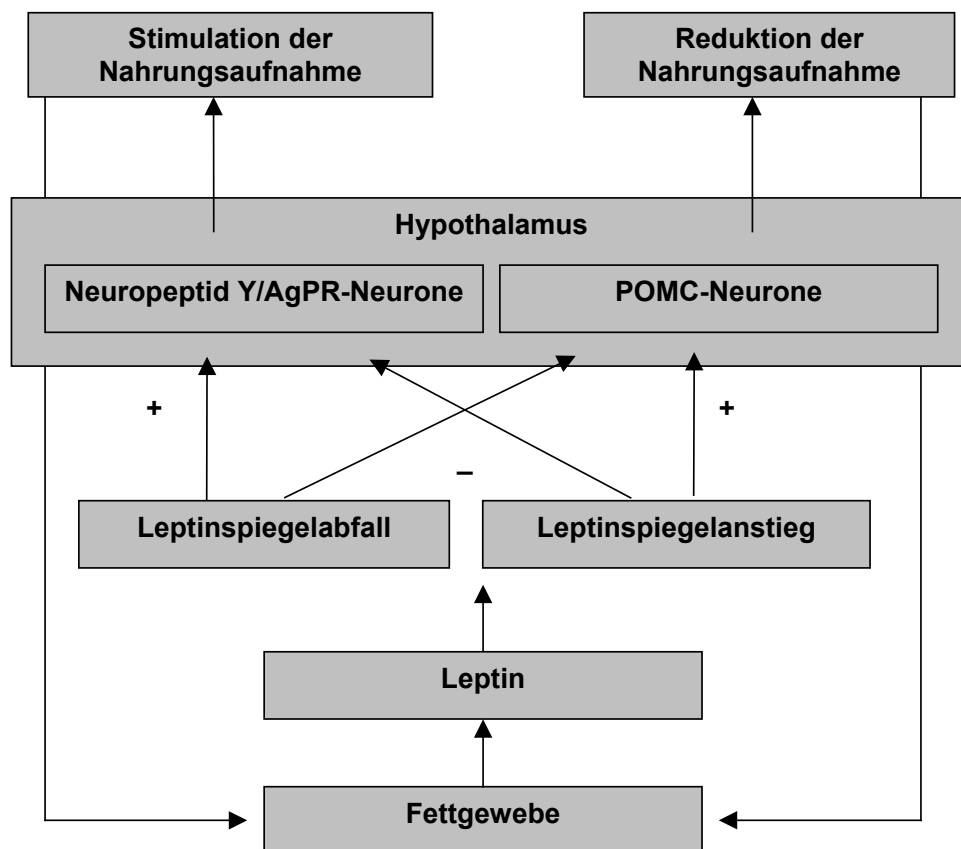 Stimulation der
Nahrungsaufnahme
Reduktion der
Nahrungsaufnahme
Hypothalamus
Neuropeptid Y/AgPR-Neurone
POMC-Neurone
+
+
–
Leptinspiegelabfall
Leptinspiegelanstieg
Leptin
Fettgewebe